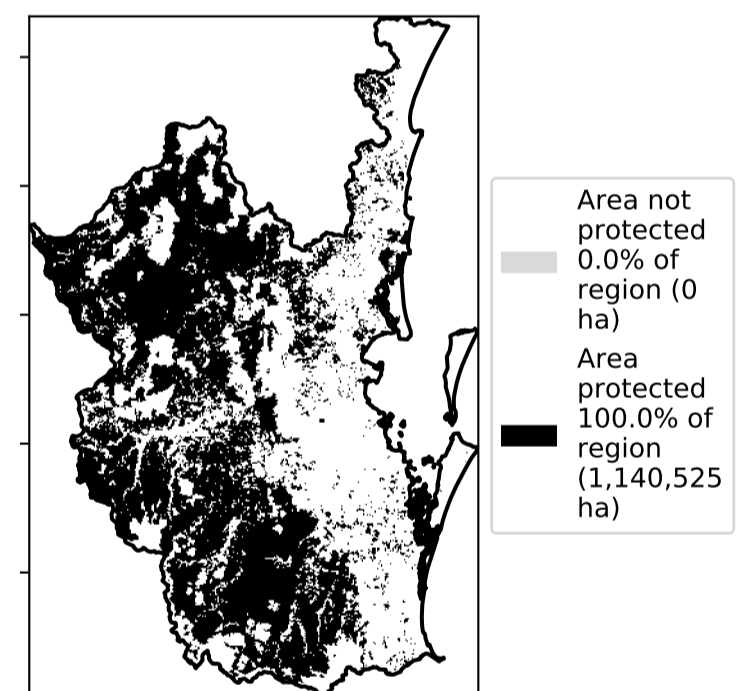 Area not
protected
0.0% of
region (0
ha)
Area
protected
100.0% of
region
(1,140,525
ha)